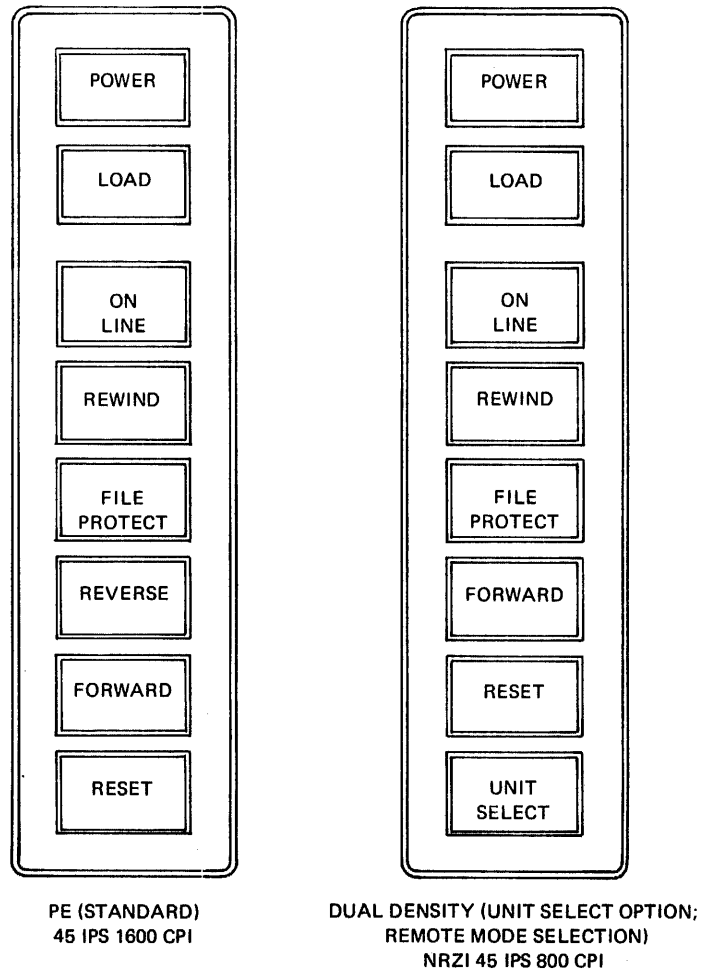 POWER
LOAD
ON
LINE
REWIND
FILE
PROTECT
REVERSE
FORWARD
RESET
PE (STANDARD)
45 IPS 1600 CPI
POWER
LOAD
ON
LINE
REWIND
FILE
PROTECT
FORWARD
RESET
UNIT
SELECT
DUAL DENSITY (UNIT SELECT OPTION;
REMOTE MODE SELECTION)
NRZI 45 IPS 800 CPI